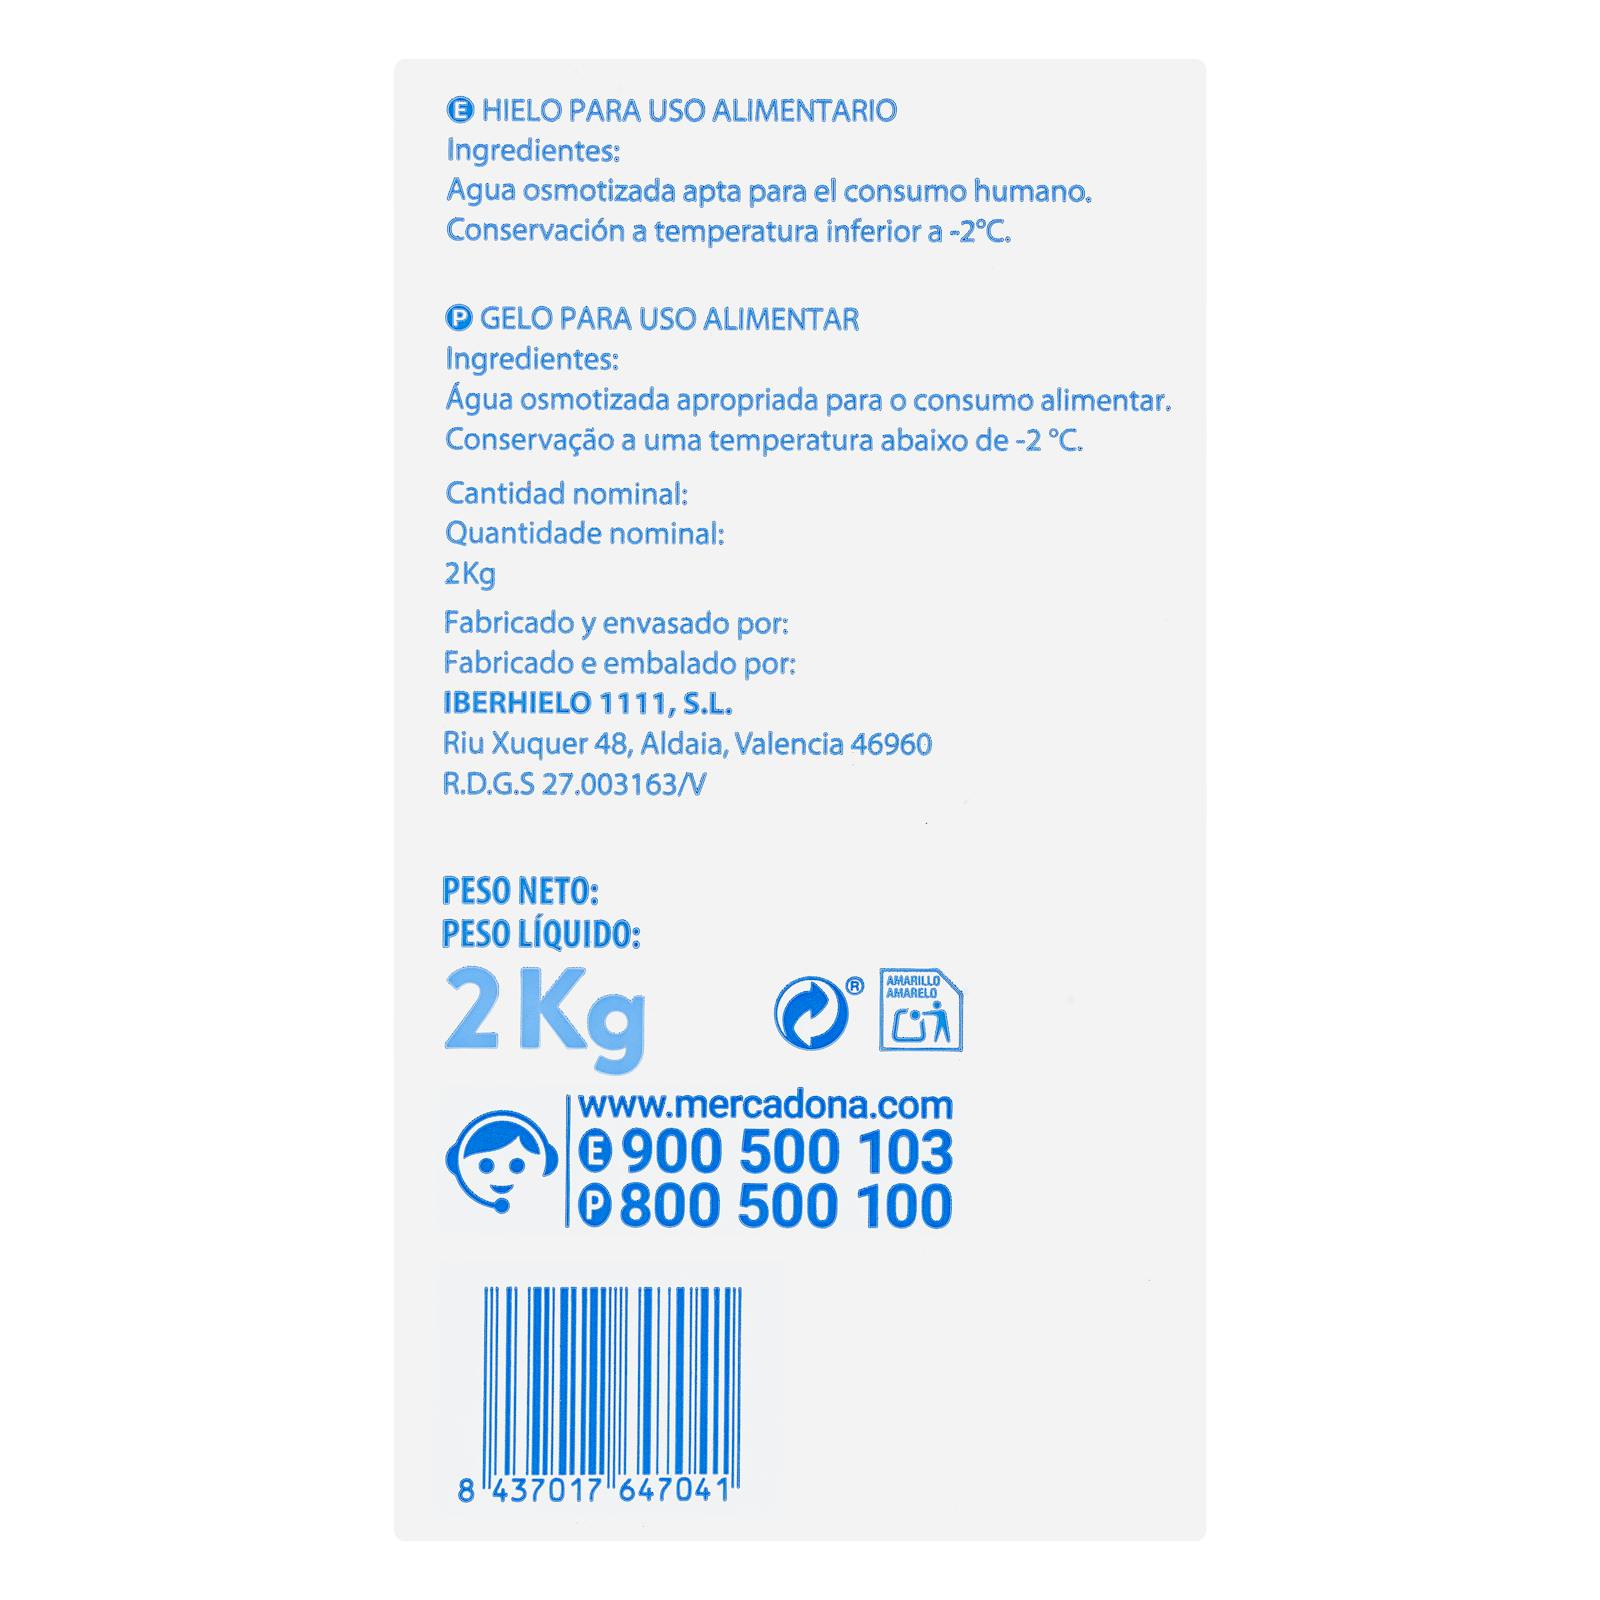 E HIELO PARA USO ALIMENTARIO
Ingredientes:
Agua osmotizada apta para el consumo humano.
Conservación a temperatura inferior a -2°C.
P GELO PARA USO ALIMENTAR
Ingredientes:
Água osmotizada apropriada para o consumo alimentar.
Conservação a uma temperatura abaixo de -2 °C.
Cantidad nominal:
Quantidade nominal:
2Kg
Fabricado y envasado por:
Fabricado e embalado por:
IBERHIELO 1111, S.L.
Riu Xuquer 48, Aldaia, Valencia 46960
R.D.G.S 27.003163/V
PESO NETO:
PESO LÍQUIDO:
2 Kg
®
AMARILLO
AMARELO
www.mercadona.com
E 900 500 103
P 800 500 100
8 437017 647041